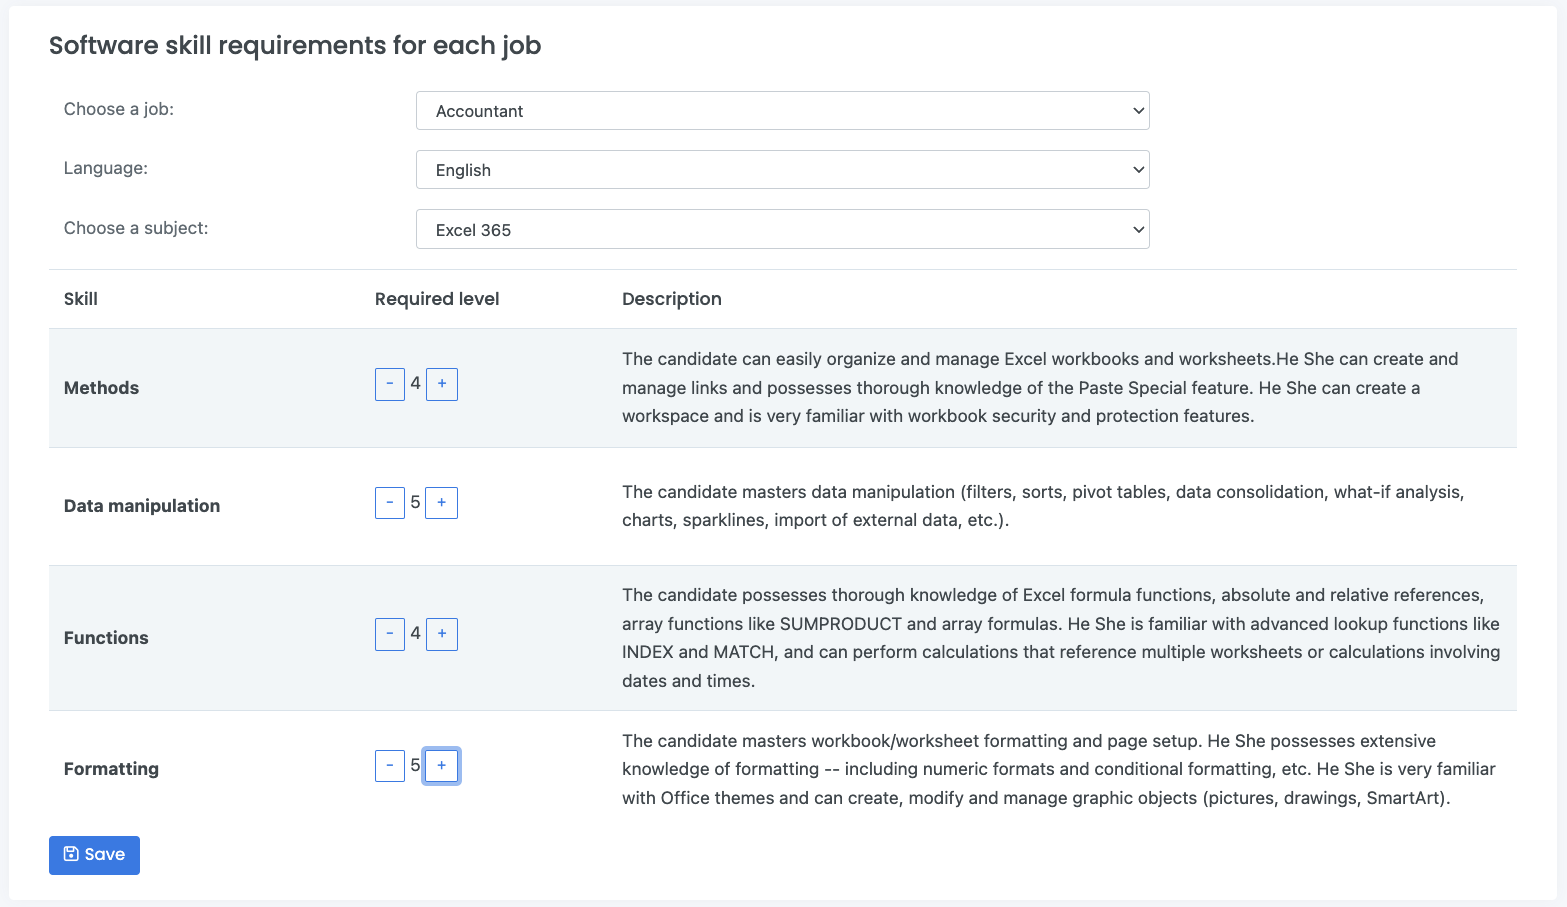 Software skill requirements for each job
Choose a job:
Accountant
Language:
English
Choose a subject:
Excel 365
Skill
Required level
Description
Methods
- 4 +
The candidate can easily organize and manage Excel workbooks and worksheets.He She can create and
manage links and possesses thorough knowledge of the Paste Special feature. He She can create a
workspace and is very familiar with workbook security and protection features.
Data manipulation
- 5 +
The candidate masters data manipulation (filters, sorts, pivot tables, data consolidation, what-if analysis,
charts, sparklines, import of external data, etc.).
Functions
- 4 +
The candidate possesses thorough knowledge of Excel formula functions, absolute and relative references,
array functions like SUMPRODUCT and array formulas. He She is familiar with advanced lookup functions like
INDEX and MATCH, and can perform calculations that reference multiple worksheets or calculations involving
dates and times.
Formatting
- 5 +
The candidate masters workbook/worksheet formatting and page setup. He She possesses extensive
knowledge of formatting -- including numeric formats and conditional formatting, etc. He She is very familiar
with Office themes and can create, modify and manage graphic objects (pictures, drawings, SmartArt).
Save